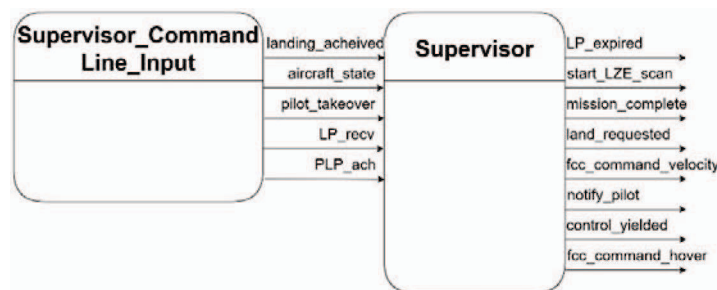 Supervisor_Command
Line_Input
landing_acheived
aircraft_state
pilot_takeover
LP_recv
PLP_ach
Supervisor
LP_expired
start_LZE_scan
mission_complete
land_requested
fcc_command_velocity
notify_pilot
control_yielded
fcc_command_hover